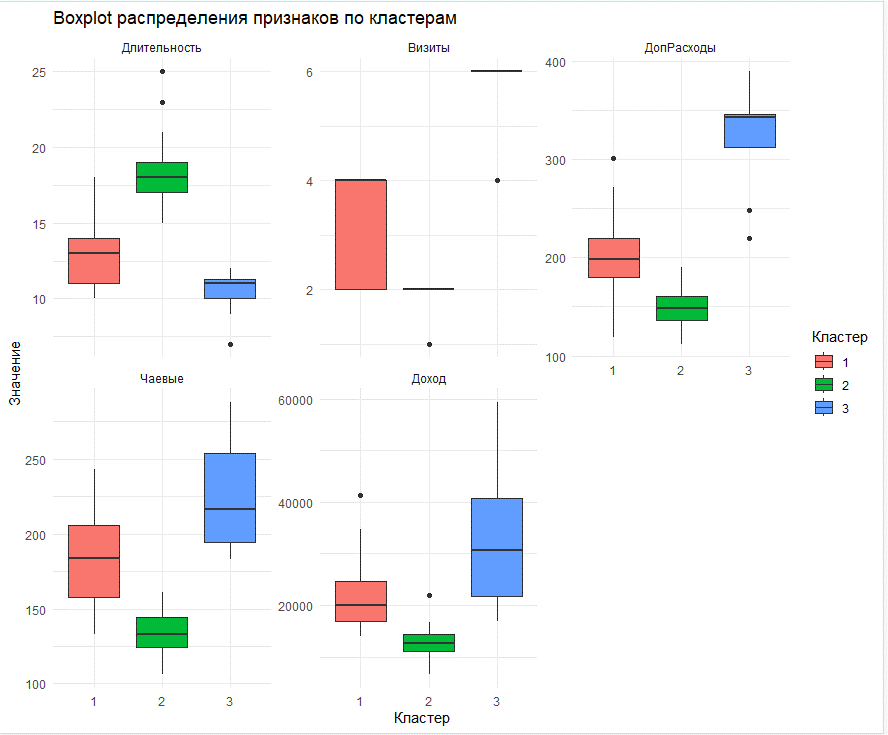 Boxplot распределения признаков по кластерам
Длительность Визиты ДопРасходы
25
20
15
10
6
4
2
400
300
200
100
1 2 3
Значение
Кластер
1
2
3
Чаевые Доход
250
200
150
100
60000
40000
20000
1 2 3
1 2 3
Кластер